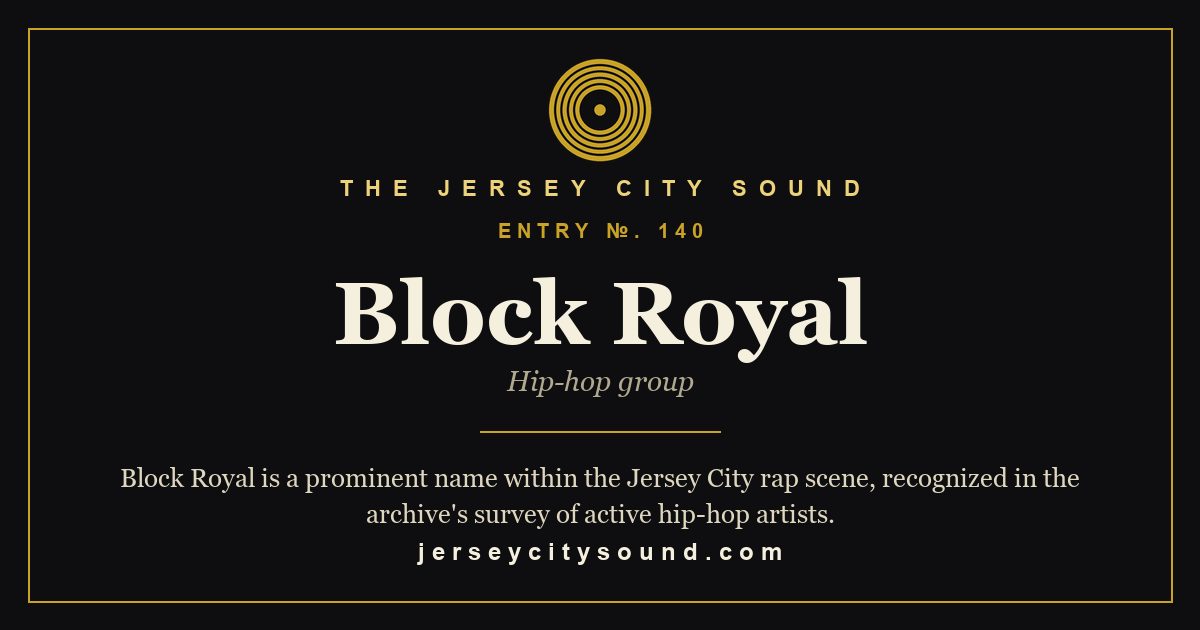 THE JERSEY CITY SOUND
ENTRY №. 140
Block Royal
Hip-hop group
Block Royal is a prominent name within the Jersey City rap scene, recognized in the
archive's survey of active hip-hop artists.
jerseycitysound.com